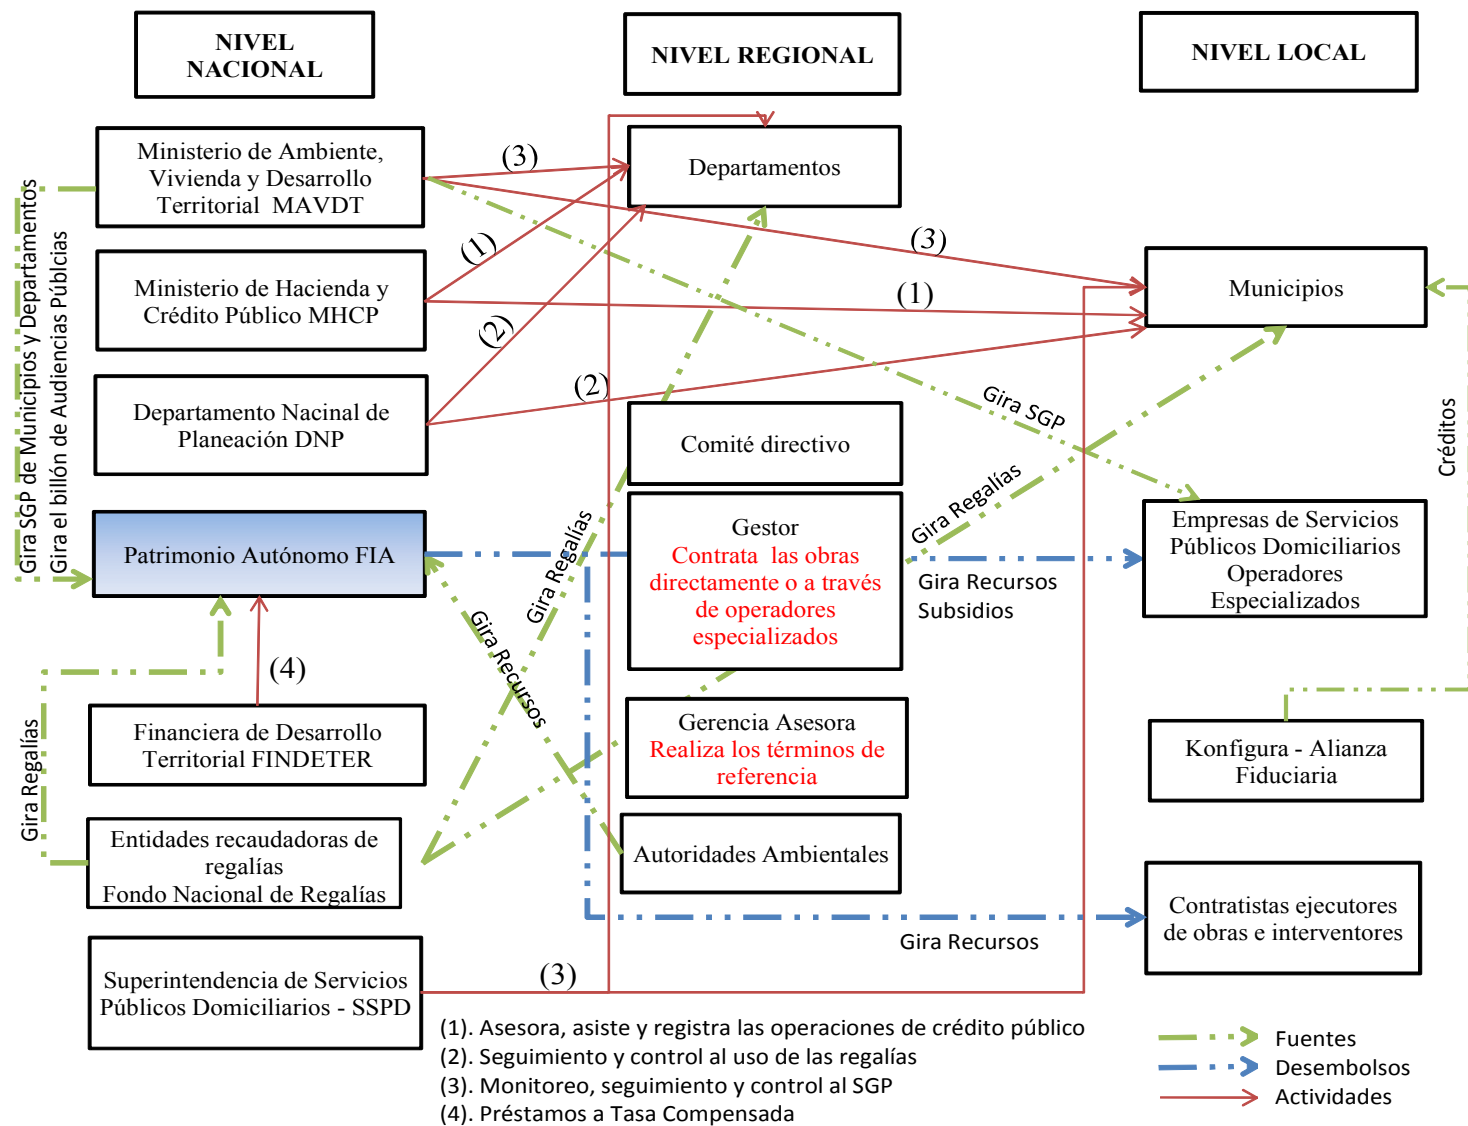 NIVEL
NACIONAL
NIVEL REGIONAL
NIVEL LOCAL
Ministerio de Ambiente,
Vivienda y Desarrollo
Territorial MAVDT
Departamentos
(3)
(3)
Ministerio de Hacienda y
Crédito Público MHCP
(1)
(1)
Municipios
Departamento Nacinal de
Planeación DNP
(2)
(2)
Gira SGP
Gira SGP de Municipios y Departamentos
Gira el billón de Audiencias Públcias
Comité directivo
Créditos
Patrimonio Autónomo FIA
Gestor
Contrata las obras
directamente o a través
de operadores
especializados
Gira Regalías
Gira Regalías
Gira Recursos
Gira Recursos
Subsidios
Empresas de Servicios
Públicos Domiciliarios
Operadores
Especializados
(4)
Financiera de Desarrollo
Territorial FINDETER
Gira Regalías
Gerencia Asesora
Realiza los términos de
referencia
Konfigura - Alianza
Fiduciaria
Entidades recaudadoras de
regalías
Fondo Nacional de Regalías
Autoridades Ambientales
Contratistas ejecutores
de obras e interventores
Gira Recursos
Superintendencia de Servicios
Públicos Domiciliarios - SSPD
(3)
(1). Asesora, asiste y registra las operaciones de crédito público
(2). Seguimiento y control al uso de las regalías
(3). Monitoreo, seguimiento y control al SGP
(4). Préstamos a Tasa Compensada
Fuentes
Desembolsos
Actividades